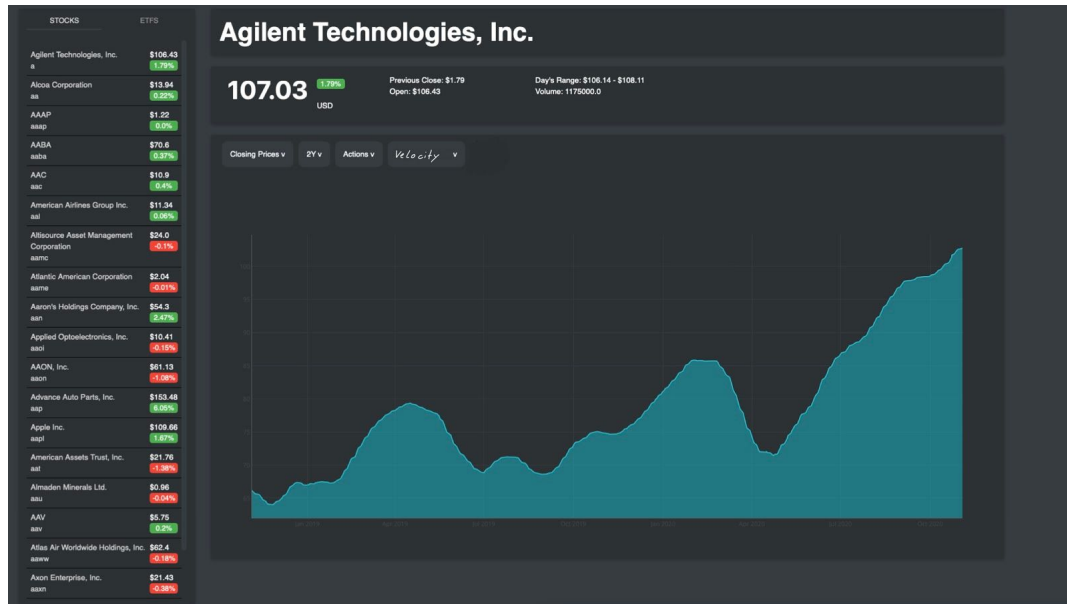 STOCKS ETFS
Agilent Technologies, Inc. $106.43
a 1.79%
Alcoa Corporation $13.94
aa 0.22%
AAAP $1.22
aaap 0.0%
AABA $70.6
aaba 0.37%
AAC $10.9
aac 0.4%
American Airlines Group Inc. $11.34
aal 0.06%
Altisource Asset Management $24.0
Corporation -0.1%
aamc
Atlantic American Corporation $2.04
aame -0.01%
Aaron's Holdings Company, Inc. $54.3
aan 2.47%
Applied Optoelectronics, Inc. $10.41
aaoi -0.15%
AAON, Inc. $61.13
aaon -1.08%
Advance Auto Parts, Inc. $153.48
aap 6.05%
Apple Inc. $109.66
aapl 1.67%
American Assets Trust, Inc. $21.76
aat -1.38%
Almaden Minerals Ltd. $0.96
aau -0.04%
AAV $5.75
aav 0.2%
Atlas Air Worldwide Holdings, Inc. $62.4
aaww -0.18%
Axon Enterprise, Inc. $21.43
aaxn -0.38%
Agilent Technologies, Inc.
107.03 1.79%
USD
Previous Close: $1.79 Day's Range: $106.14 - $108.11
Open: $106.43 Volume: 1175000.0
Closing Prices v 2Y v Actions v Velocity v